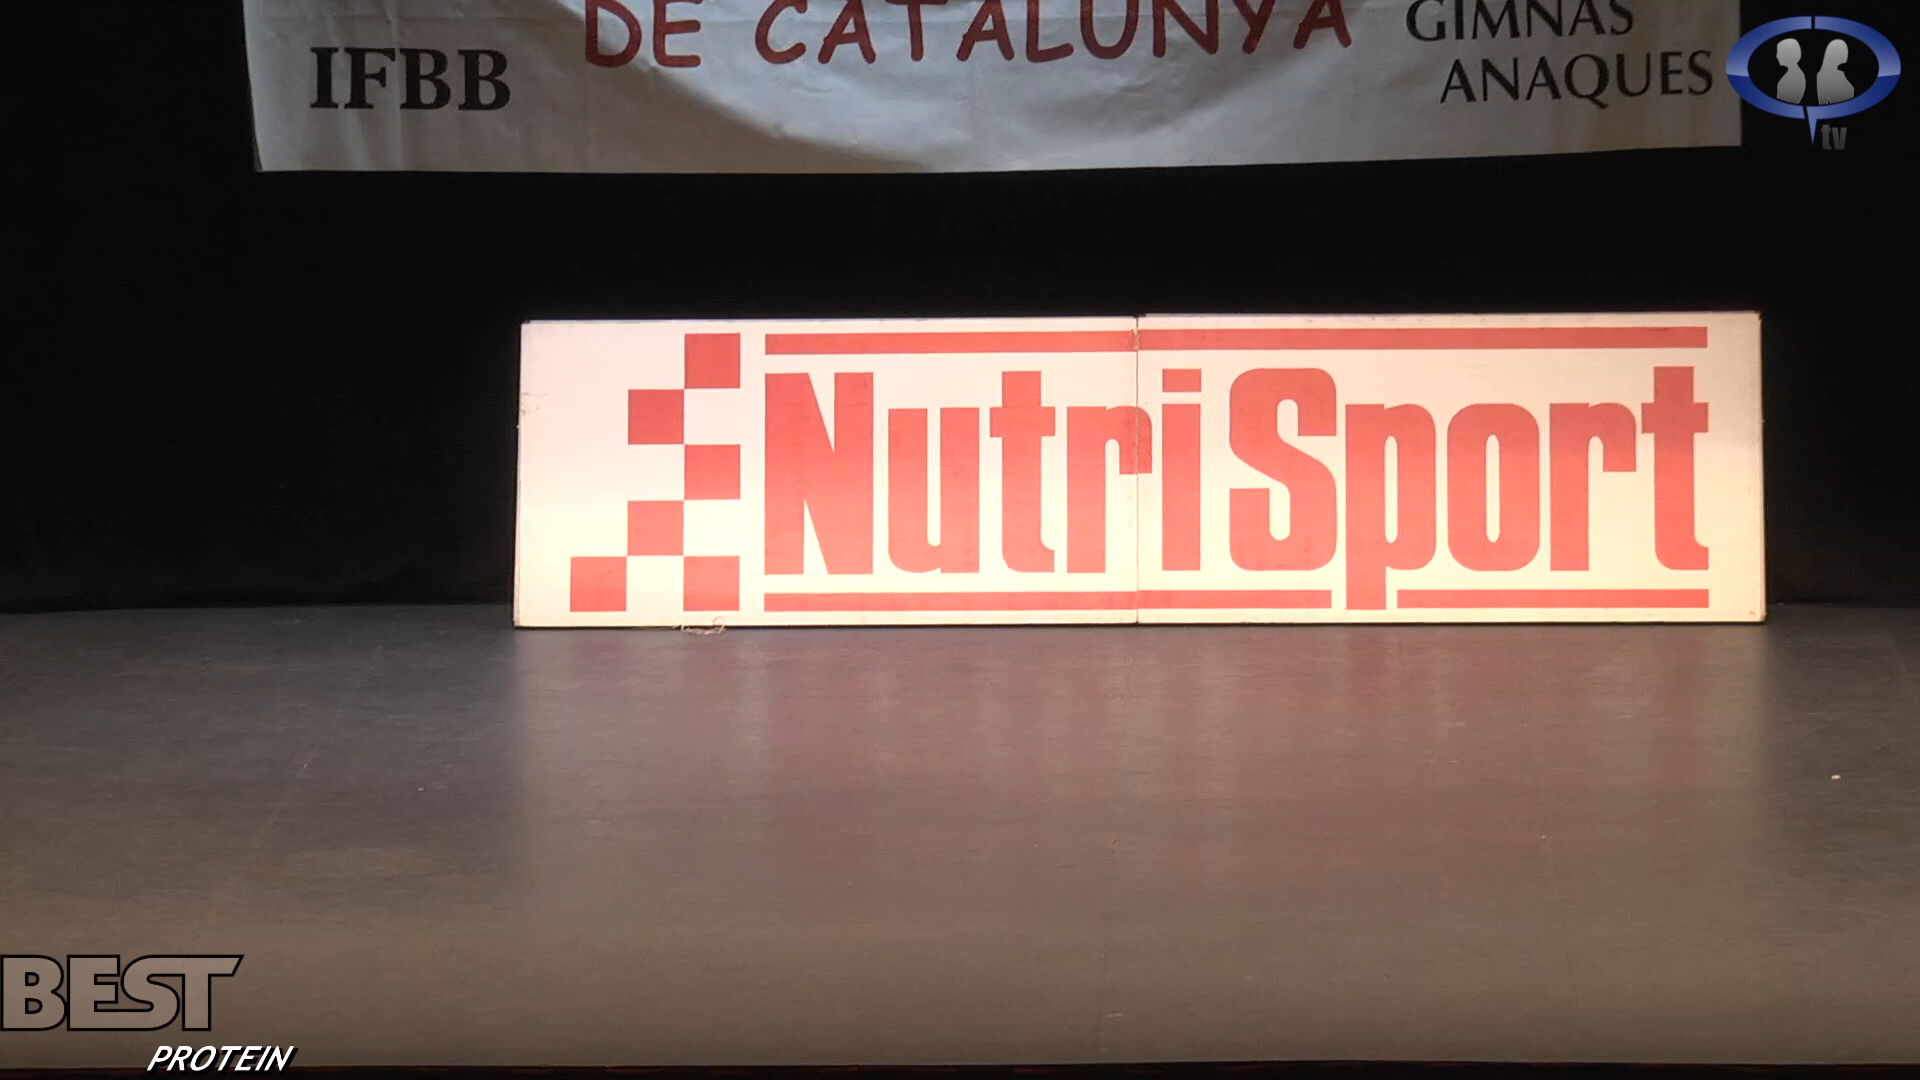 DE CATALUNYA
IFBB
GIMNAS
ANAQUES
tv
NutriSport
BEST
PROTEIN